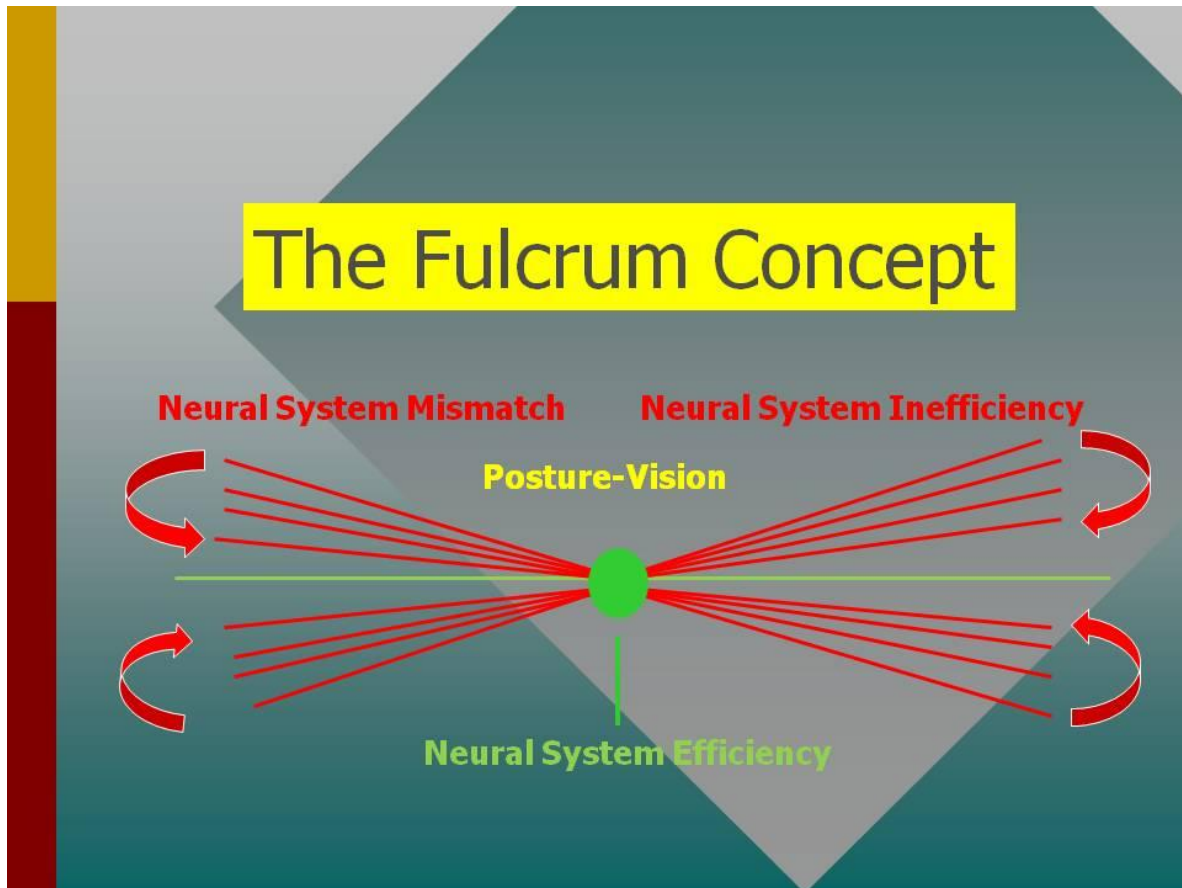 The Fulcrum Concept
Neural System Mismatch
Neural System Inefficiency
Posture-Vision
Neural System Efficiency